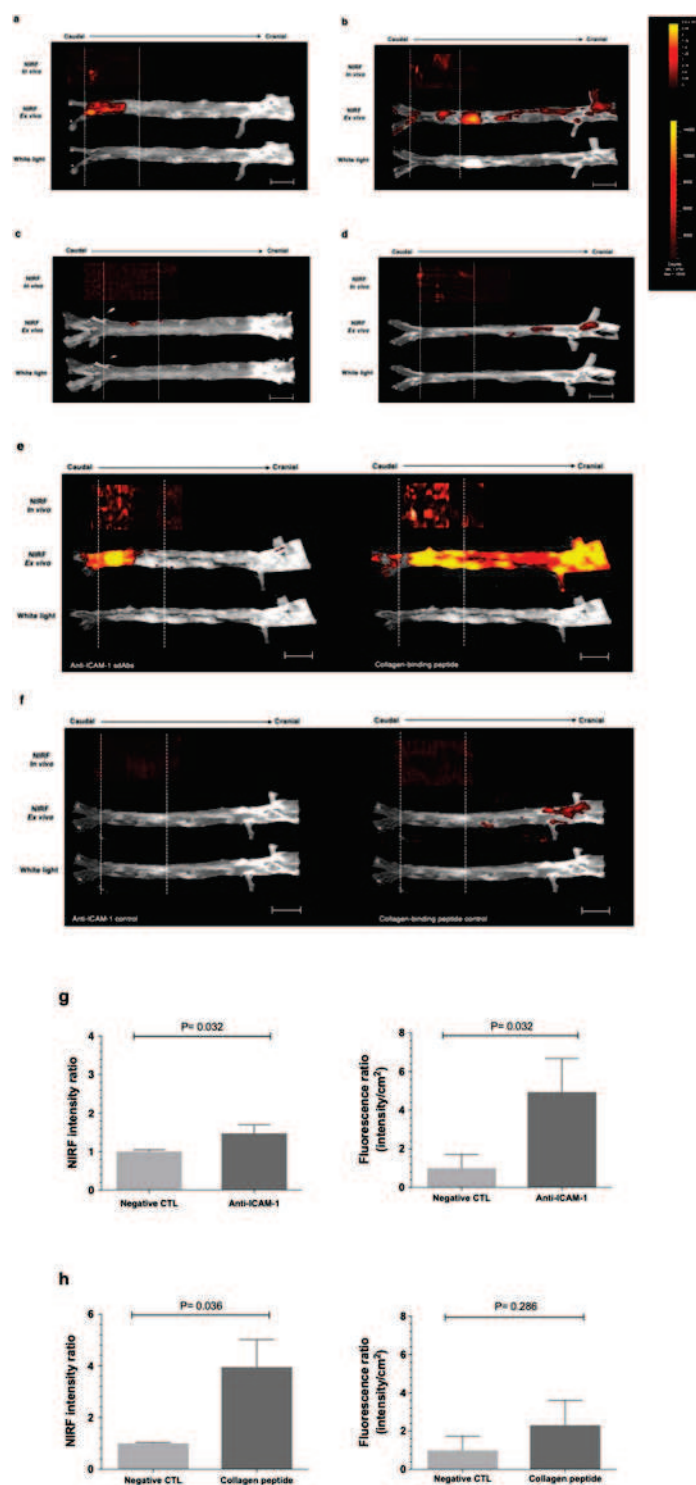 a
b
Caudal Cranial
Caudal Cranial
NIRF
In vivo
NIRF
Ex vivo
White light
NIRF
In vivo
NIRF
Ex vivo
White light
c
d
Caudal Cranial
Caudal Cranial
NIRF
In vivo
NIRF
Ex vivo
White light
NIRF
In vivo
NIRF
Ex vivo
White light
e
Caudal Cranial Caudal Cranial
NIRF
In vivo
NIRF
Ex vivo
White light
Anti-ICAM-1 sdAbs Collagen-binding peptide
f
Caudal Cranial Caudal Cranial
NIRF
In vivo
NIRF
Ex vivo
White light
Anti-ICAM-1 control Collagen-binding peptide control
g
P= 0.032
NIRF intensity ratio
4
3
2
1
0
Negative CTL Anti-ICAM-1
P= 0.032
Fluorescence ratio
(intensity/cm²)
8
6
4
2
0
Negative CTL Anti-ICAM-1
h
P= 0.036
NIRF intensity ratio
6
4
2
0
Negative CTL Collagen peptide
P= 0.286
Fluorescence ratio
(intensity/cm²)
8
6
4
2
0
Negative CTL Collagen peptide